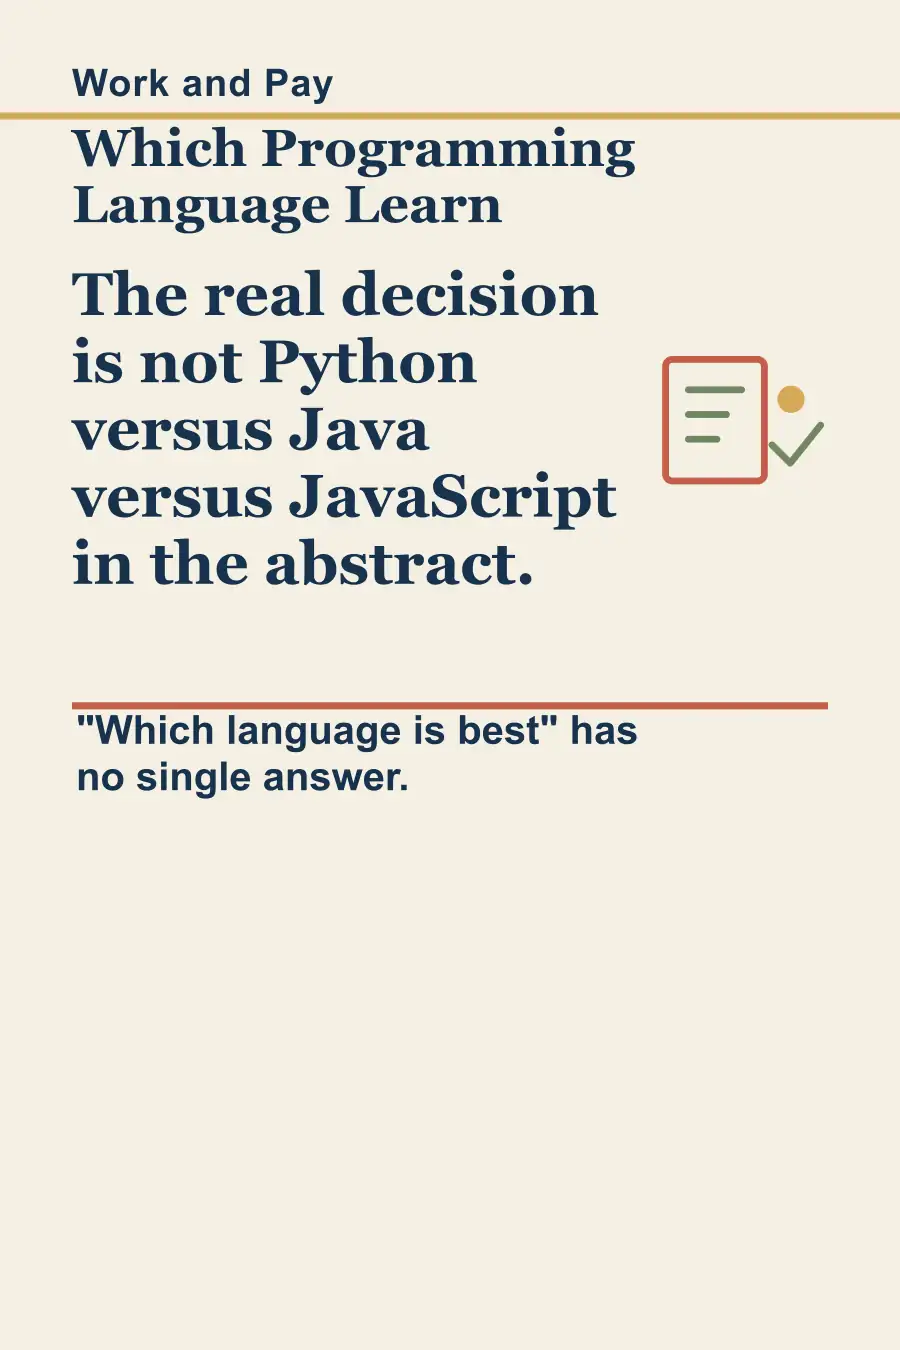 Work and Pay
Which Programming
Language Learn
The real decision
is not Python
versus Java
versus JavaScript
in the abstract.
"Which language is best" has
no single answer.